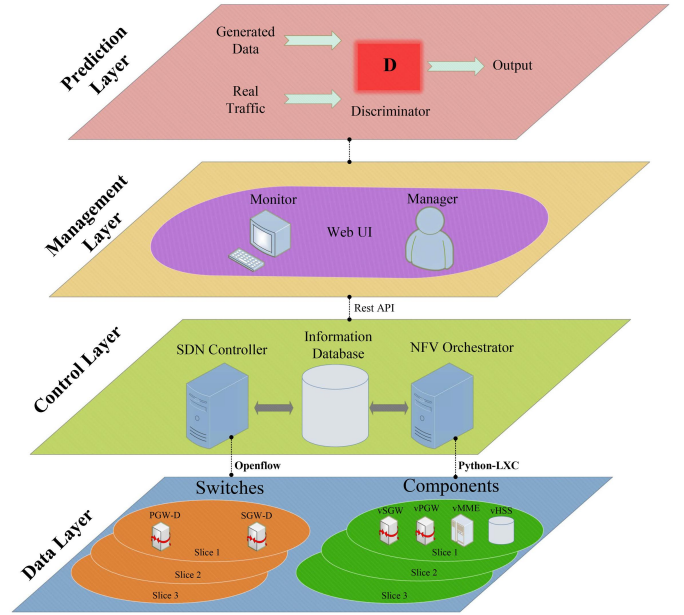 Prediction
Layer
Generated
Data
Real
Traffic
D
Discriminator
Output
Management
Layer
Monitor
Manager
Web UI
Rest API
Control Layer
SDN Controller
Information
Database
NFV Orchestrator
Openflow
Python-LXC
Data Layer
Switches
PGW-D
SGW-D
Slice 1
Slice 2
Slice 3
Components
vSGW
vPGW
vMME
vHSS
Slice 1
Slice 2
Slice 3